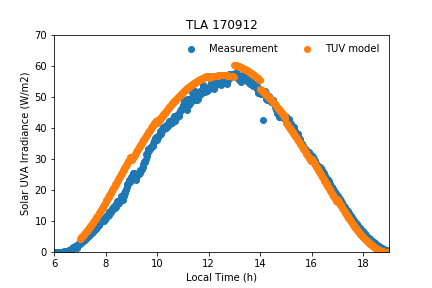 TLA 170912
Measurement TUV model
Solar UVA Irradiance (W/m2)
70
60
50
40
30
20
10
0
6 8 10 12 14 16 18
Local Time (h)